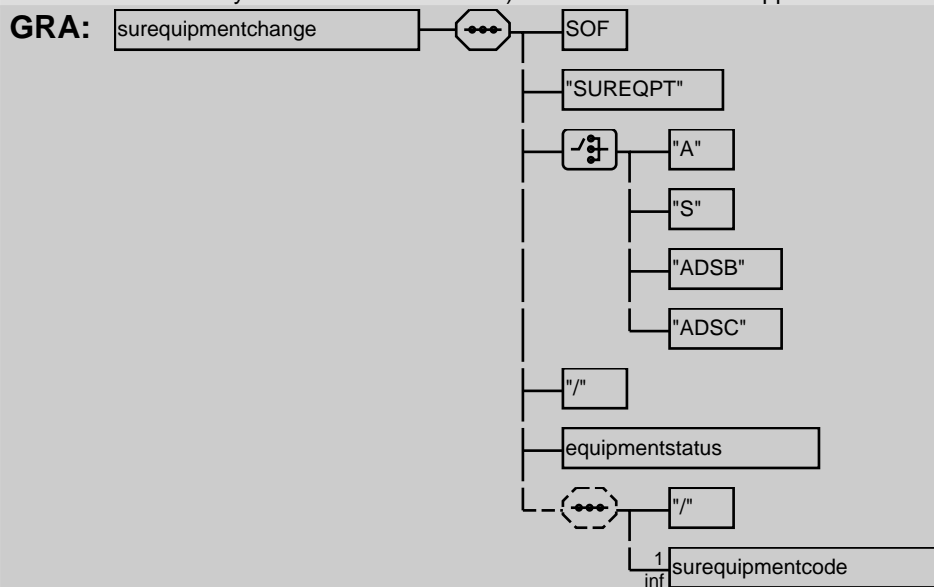 GRA: surequipmentchange SOF
"SUREQPT"
"A"
"S"
"ADSB"
"ADSC"
"/"
equipmentstatus
"/"
1
surequipmentcode
inf